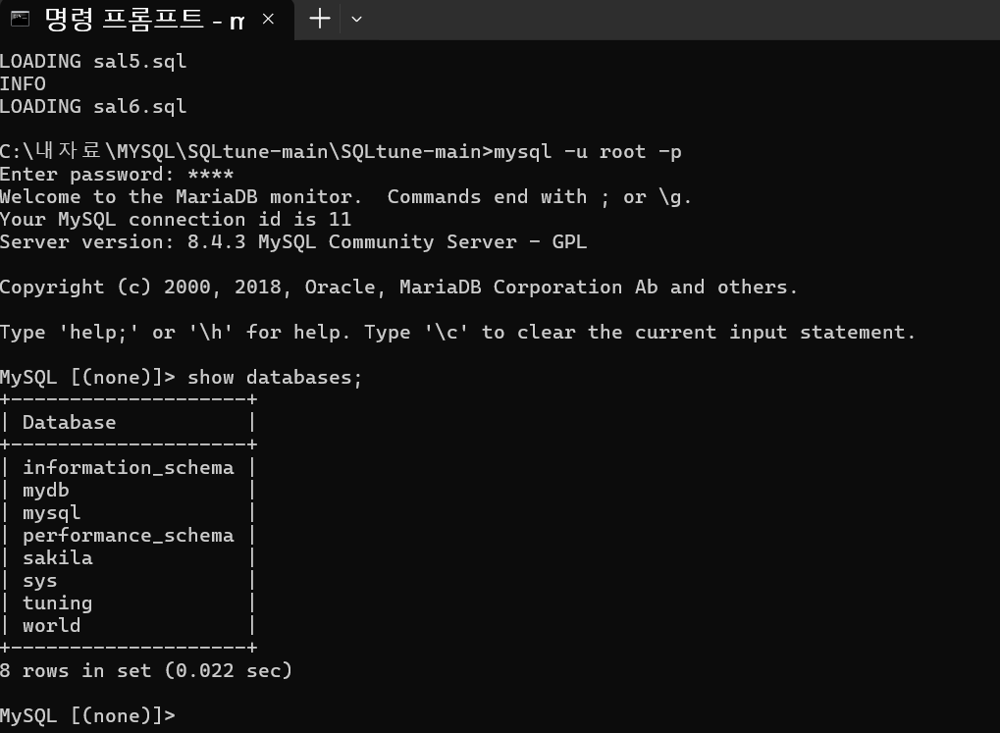 명령 프롬프트 - m
LOADING sal5.sql
INFO
LOADING sal6.sql
C:\내 자료\MYSQL\SQLtune-main\SQLtune-main>mysql -u root -p
Enter password: ****
Welcome to the MariaDB monitor.  Commands end with ; or \g.
Your MySQL connection id is 11
Server version: 8.4.3 MySQL Community Server - GPL
Copyright (c) 2000, 2018, Oracle, MariaDB Corporation Ab and others.
Type 'help;' or '\h' for help. Type '\c' to clear the current input statement.
MySQL [(none)]> show databases;
+--------------------+
| Database           |
+--------------------+
| information_schema |
| mydb               |
| mysql              |
| performance_schema |
| sakila             |
| sys                |
| tuning             |
| world              |
+--------------------+
8 rows in set (0.022 sec)
MySQL [(none)]>